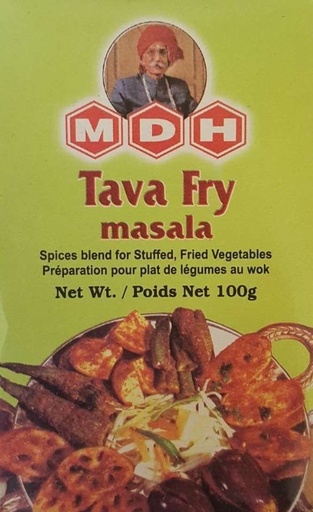 MDH
Tava Fry
masala
Spices blend for Stuffed, Fried Vegetables
Préparation pour plat de légumes au wok
Net Wt. / Poids Net 100g